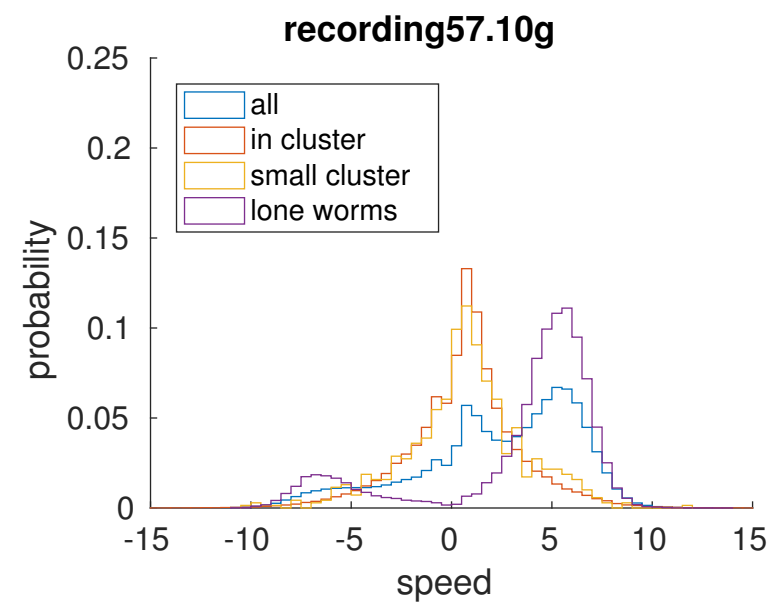 recording57.10g
0.25
0.2
0.15
0.1
0.05
0
probability
all
in cluster
small cluster
lone worms
-15 -10 -5 0 5 10 15
speed